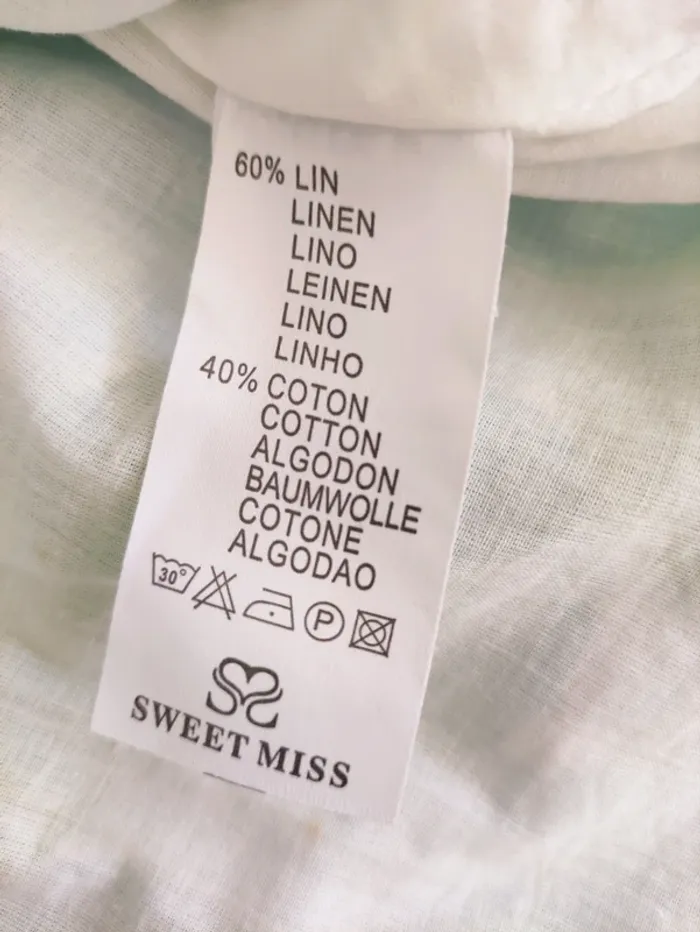 60% LIN
LINEN
LINO
LEINEN
LINO
LINHO
40% COTON
COTTON
ALGODON
BAUMWOLLE
COTONE
ALGODAO
30° P
SWEET MISS